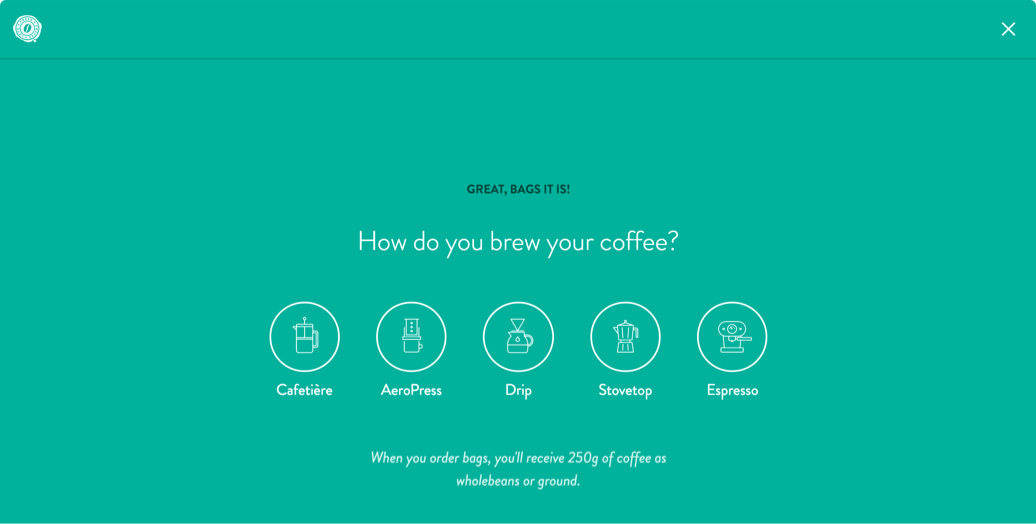 GREAT, BAGS IT IS!
How do you brew your coffee?
Cafetière
AeroPress
Drip
Stovetop
Espresso
When you order bags, you'll receive 250g of coffee as
wholebeans or ground.